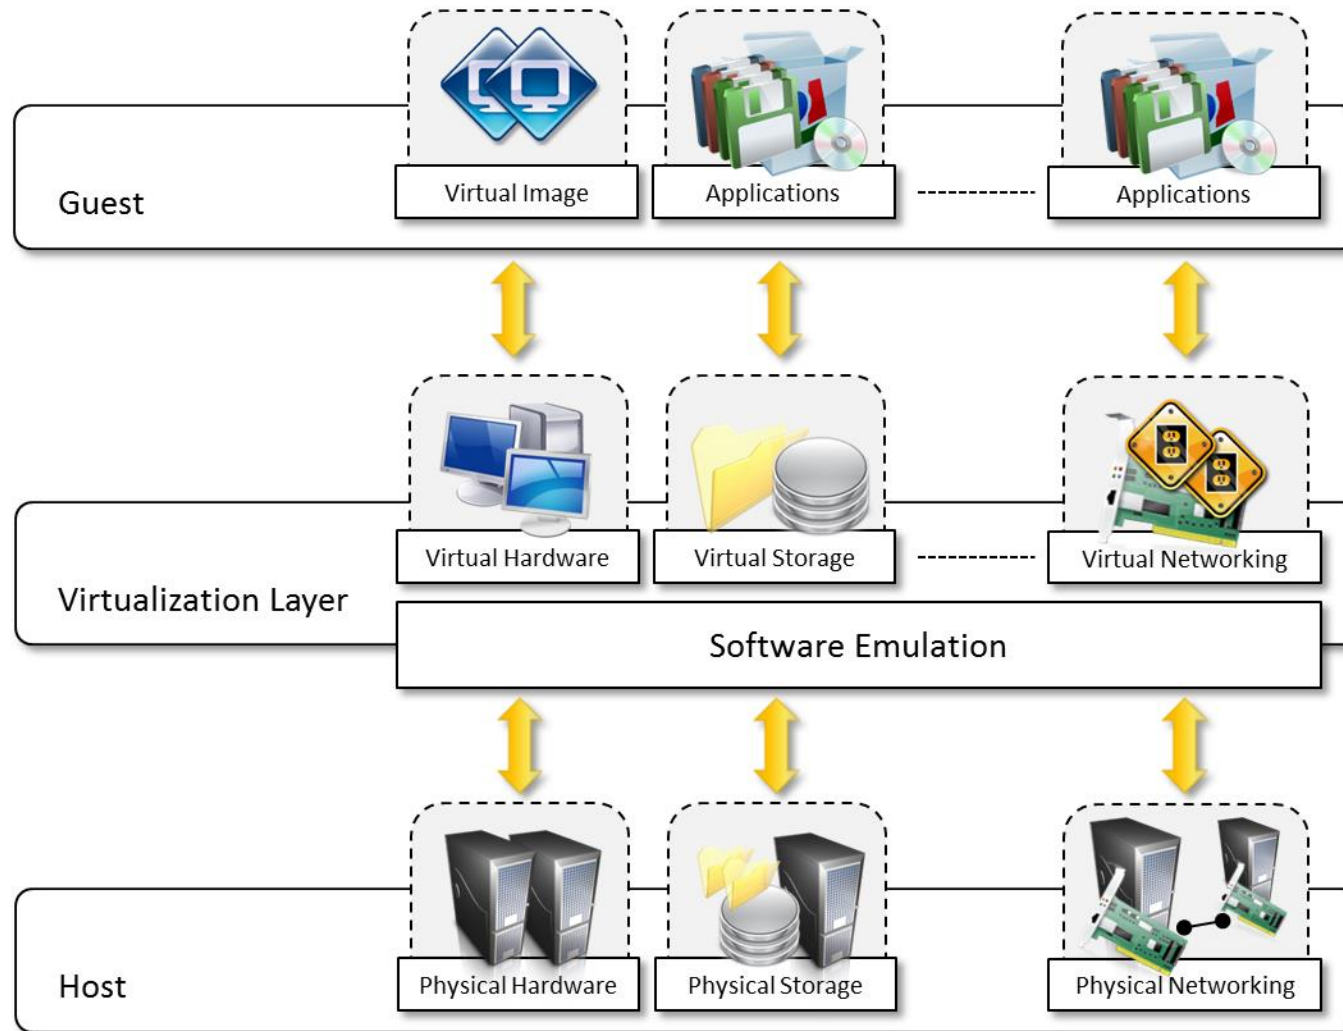 Guest
Virtual Image
Applications
Applications
Virtualization Layer
Virtual Hardware
Virtual Storage
Virtual Networking
Software Emulation
Host
Physical Hardware
Physical Storage
Physical Networking